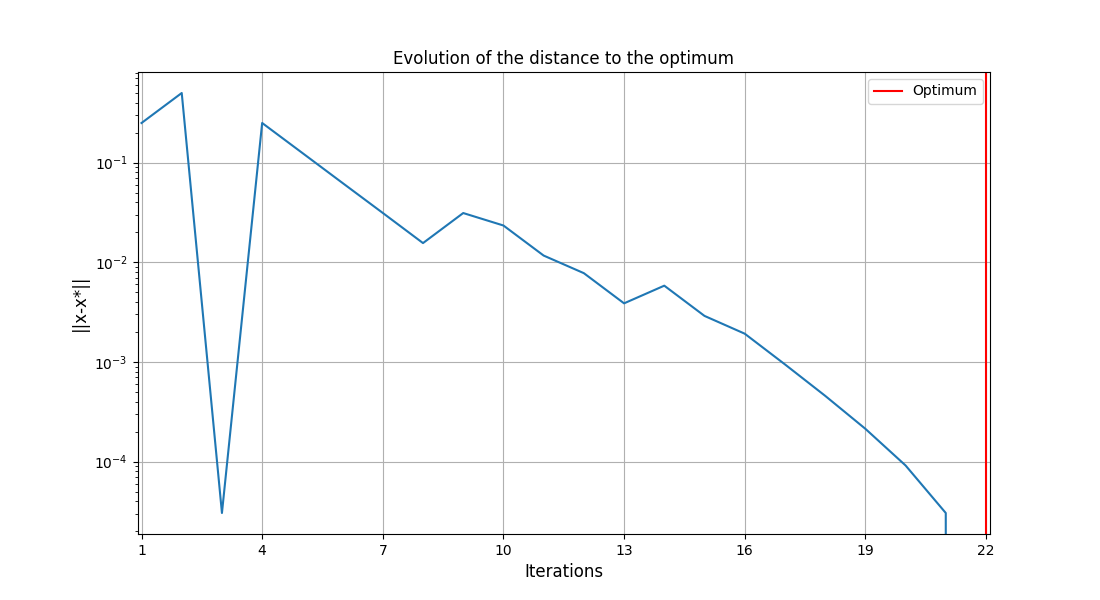 Evolution of the distance to the optimum
Optimum
10⁻¹
10⁻²
10⁻³
10⁻⁴
||x-x*||
1 4 7 10 13 16 19 22
Iterations